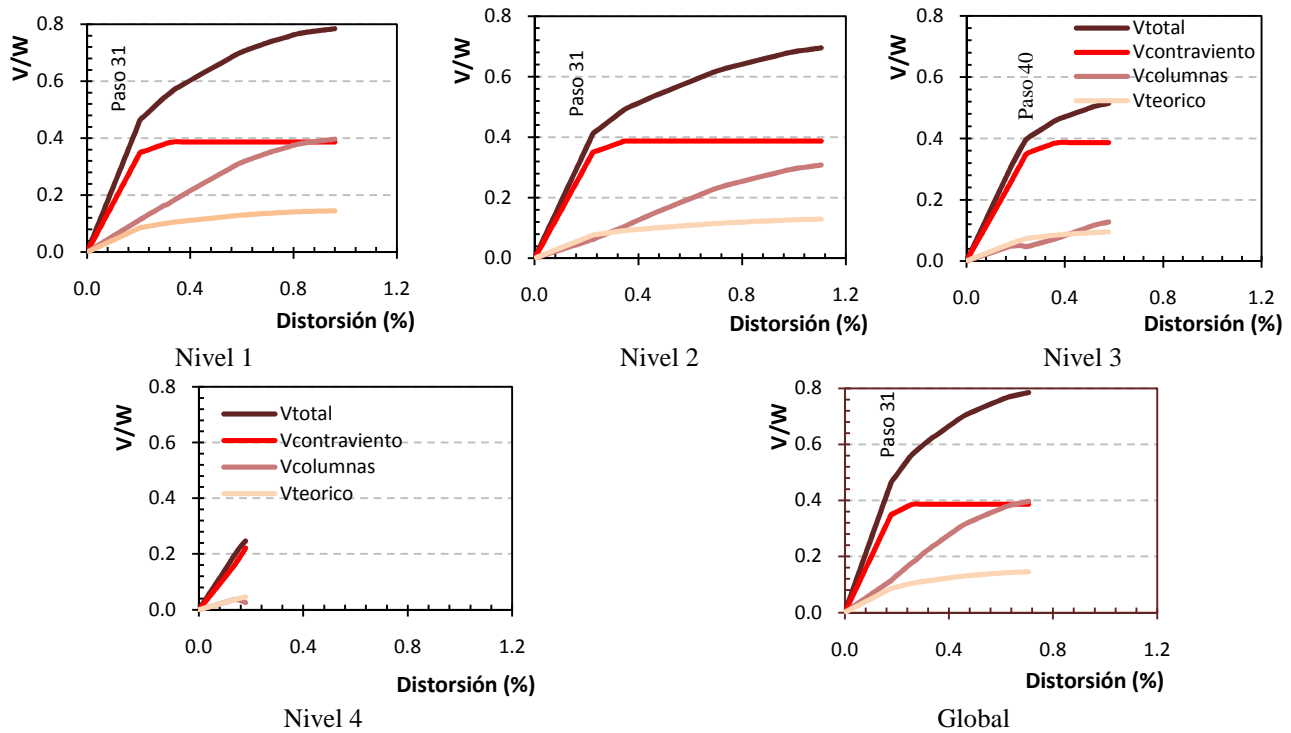 V/W
0.8
0.6
0.4
0.2
0.0
Paso 31
0.0 0.4 0.8 1.2
Distorsión (%)
Nivel 1
V/W
0.8
0.6
0.4
0.2
0.0
Paso 31
0.0 0.4 0.8 1.2
Distorsión (%)
Nivel 2
V/W
0.8
0.6
0.4
0.2
0.0
Paso 40
Vtotal
Vcontraviento
Vcolumnas
Vteorico
0.0 0.4 0.8 1.2
Distorsión (%)
Nivel 3
V/W
0.8
0.6
0.4
0.2
0.0
Vtotal
Vcontraviento
Vcolumnas
Vteorico
0.0 0.4 0.8 1.2
Distorsión (%)
Nivel 4
V/W
0.8
0.6
0.4
0.2
0.0
Paso 31
0.0 0.4 0.8 1.2
Distorsión (%)
Global